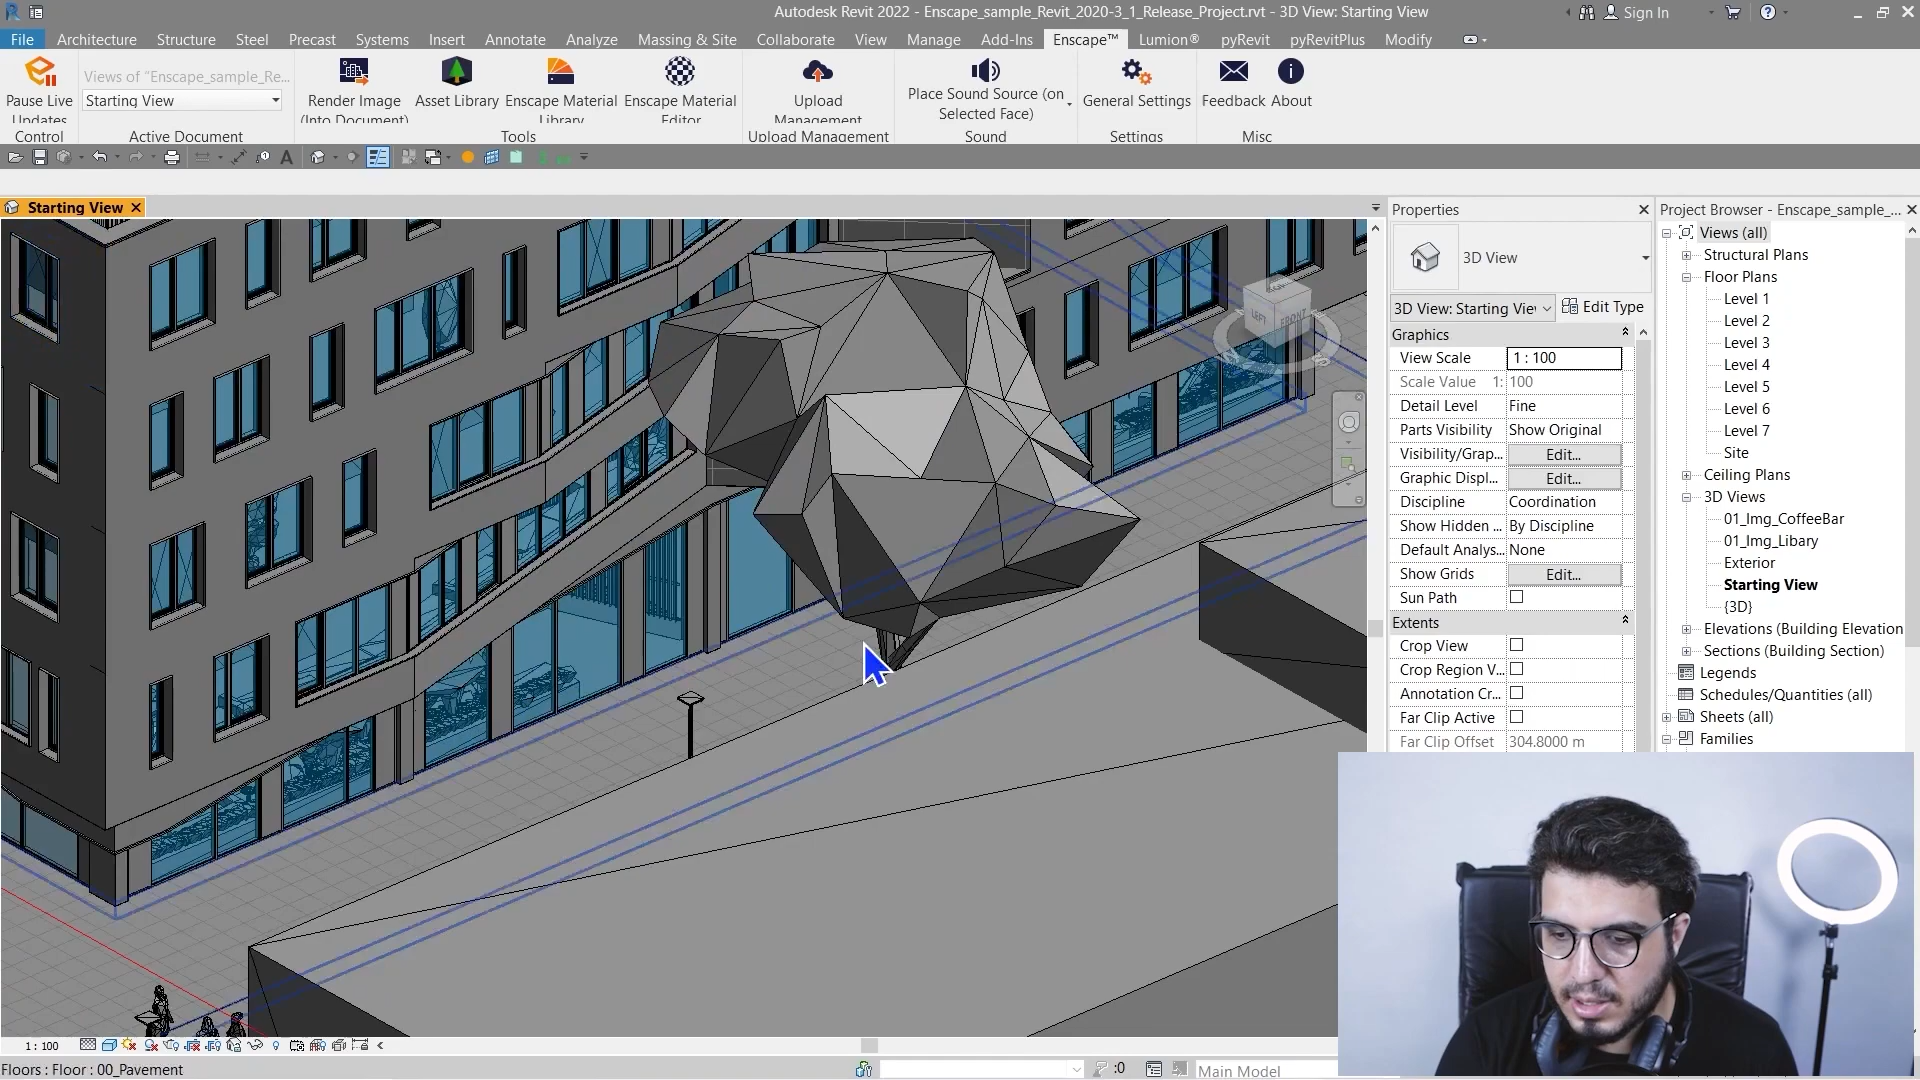 Autodesk Revit 2022 - Enscape_sample_Revit_2020-3_1_Release_Project.rvt - 3D View: Starting View
Sign In
File Architecture Structure Steel Precast Systems Insert Annotate Analyze Massing & Site Collaborate View Manage Add-Ins Enscape™ Lumion® pyRevit pyRevitPlus Modify
Views of "Enscape_sample_Re...
Starting View
Pause Live
Updates
Render Image
(Into Document)
Asset Library
Enscape Material
Library
Enscape Material
Editor
Upload
Management
Place Sound Source (on
Selected Face)
General Settings
Feedback
About
Control
Active Document
Tools
Upload Management
Sound
Settings
Misc
Starting View
LEFT
FRONT
Properties
3D View
3D View: Starting Vie
Edit Type
Graphics
View Scale 1 : 100
Scale Value 1: 100
Detail Level Fine
Parts Visibility Show Original
Visibility/Grap... Edit...
Graphic Displ... Edit...
Discipline Coordination
Show Hidden ... By Discipline
Default Analys... None
Show Grids Edit...
Sun Path
Extents
Crop View
Crop Region V...
Annotation Cr...
Far Clip Active
Far Clip Offset 304.8000 m
Project Browser - Enscape_sample_...
Views (all)
Structural Plans
Floor Plans
Level 1
Level 2
Level 3
Level 4
Level 5
Level 6
Level 7
Site
Ceiling Plans
3D Views
01_Img_CoffeeBar
01_Img_Libary
Exterior
Starting View
{3D}
Elevations (Building Elevation
Sections (Building Section)
Legends
Schedules/Quantities (all)
Sheets (all)
Families
1 : 100
Floors : Floor : 00_Pavement
:0
Main Model